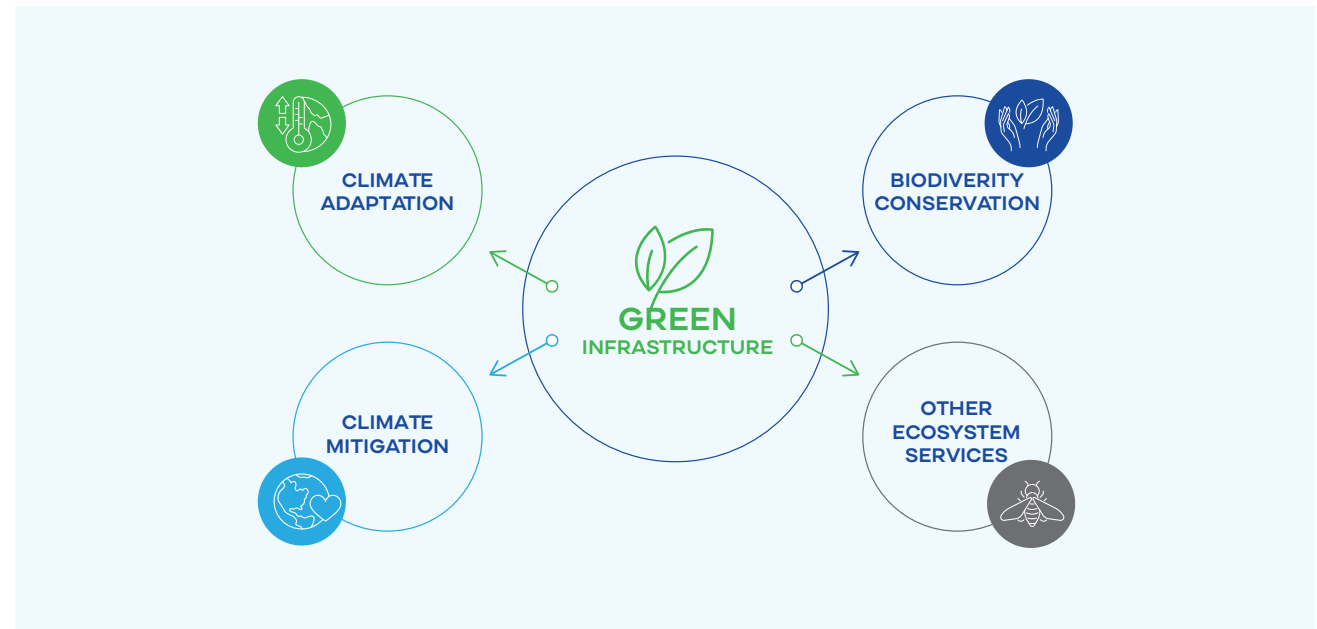 CLIMATE
ADAPTATION
BIODIVERITY
CONSERVATION
GREEN
INFRASTRUCTURE
CLIMATE
MITIGATION
OTHER
ECOSYSTEM
SERVICES